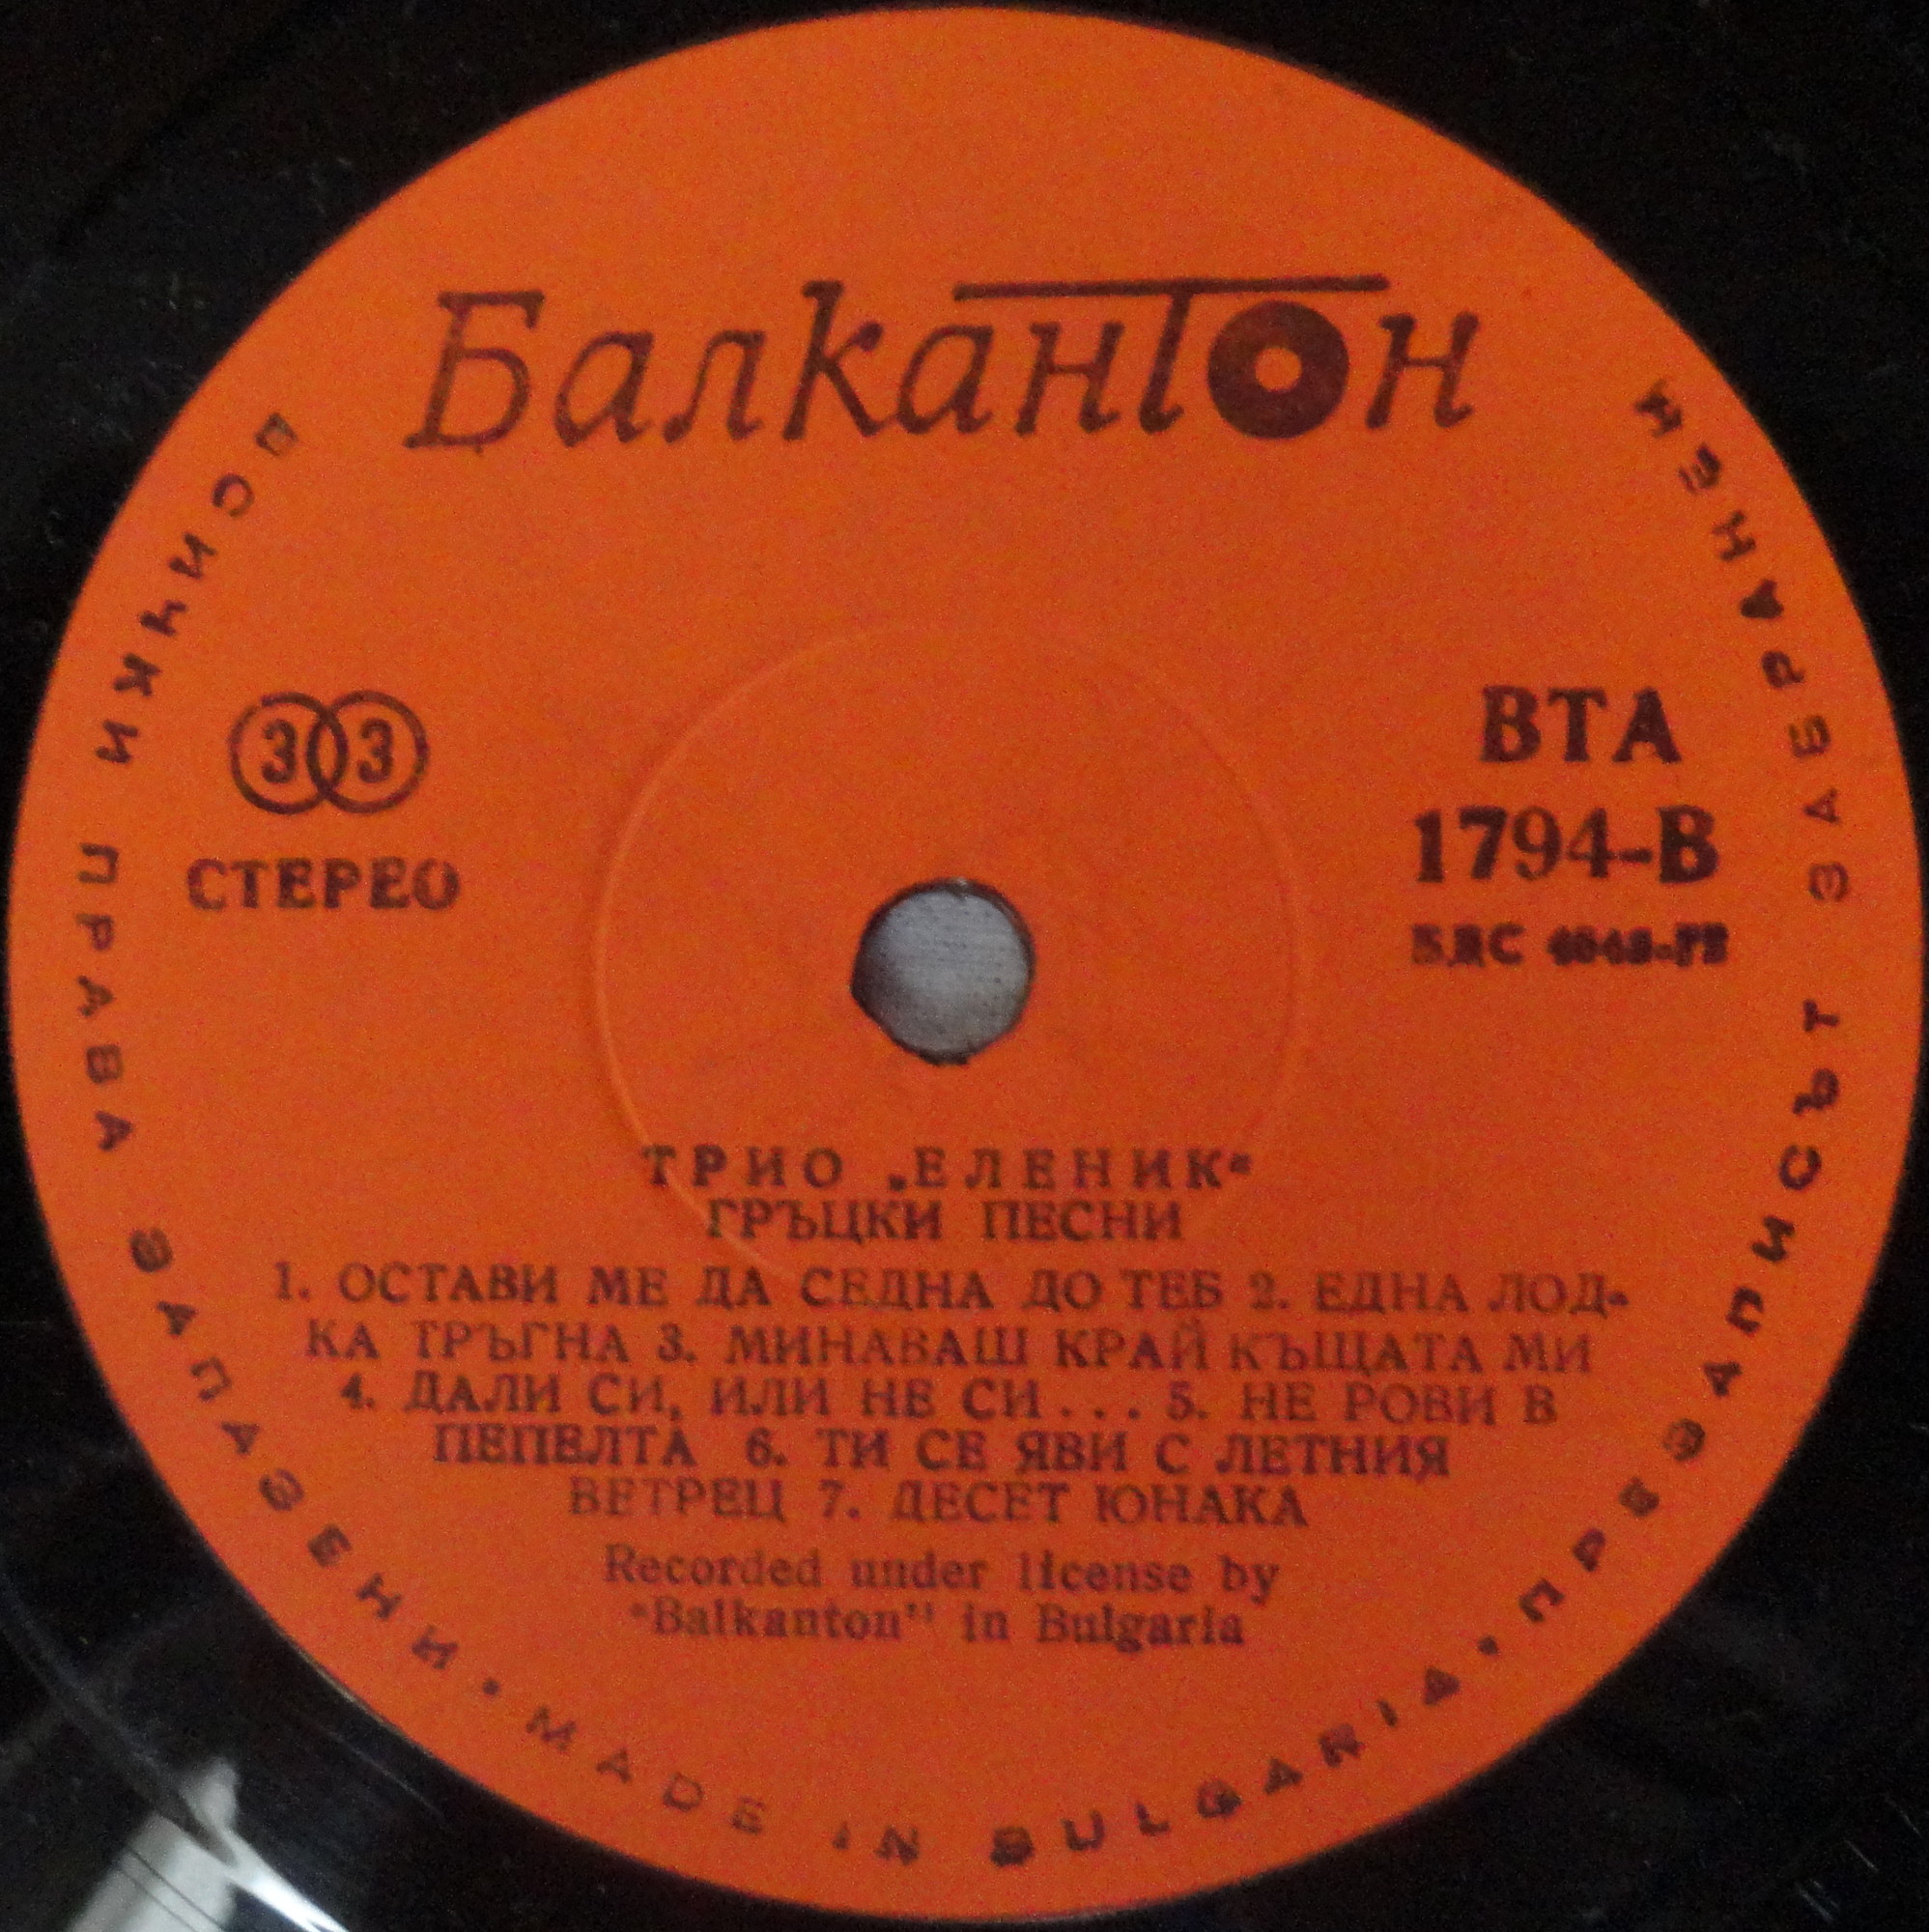 Балкантон
33
СТЕРЕО
ВТА
1794-В
БДС
ТРИО „ЕЛЕНИК“
ГРЪЦКИ ПЕСНИ
1. ОСТАВИ МЕ ДА СЕДНА ДО ТЕБ 2. ЕДНА ЛОД-
КА ТРЪГНА 3. МИНАВАШ КРАЙ КЪЩАТА МИ
4. ДАЛИ СИ, ИЛИ НЕ СИ... 5. НЕ РОВИ В
ПЕПЕЛТА 6. ТИ СЕ ЯВИ С ЛЕТНИЯ
ВЕТРЕЦ 7. ДЕСЕТ ЮНАКА
Recorded under license by
"Balkanton" in Bulgaria
ВСИЧКИ ПРАВА ЗАПАЗЕНИ • MADE IN BULGARIA • ПРЕЗАПИСЪТ ЗАБРАНЕН